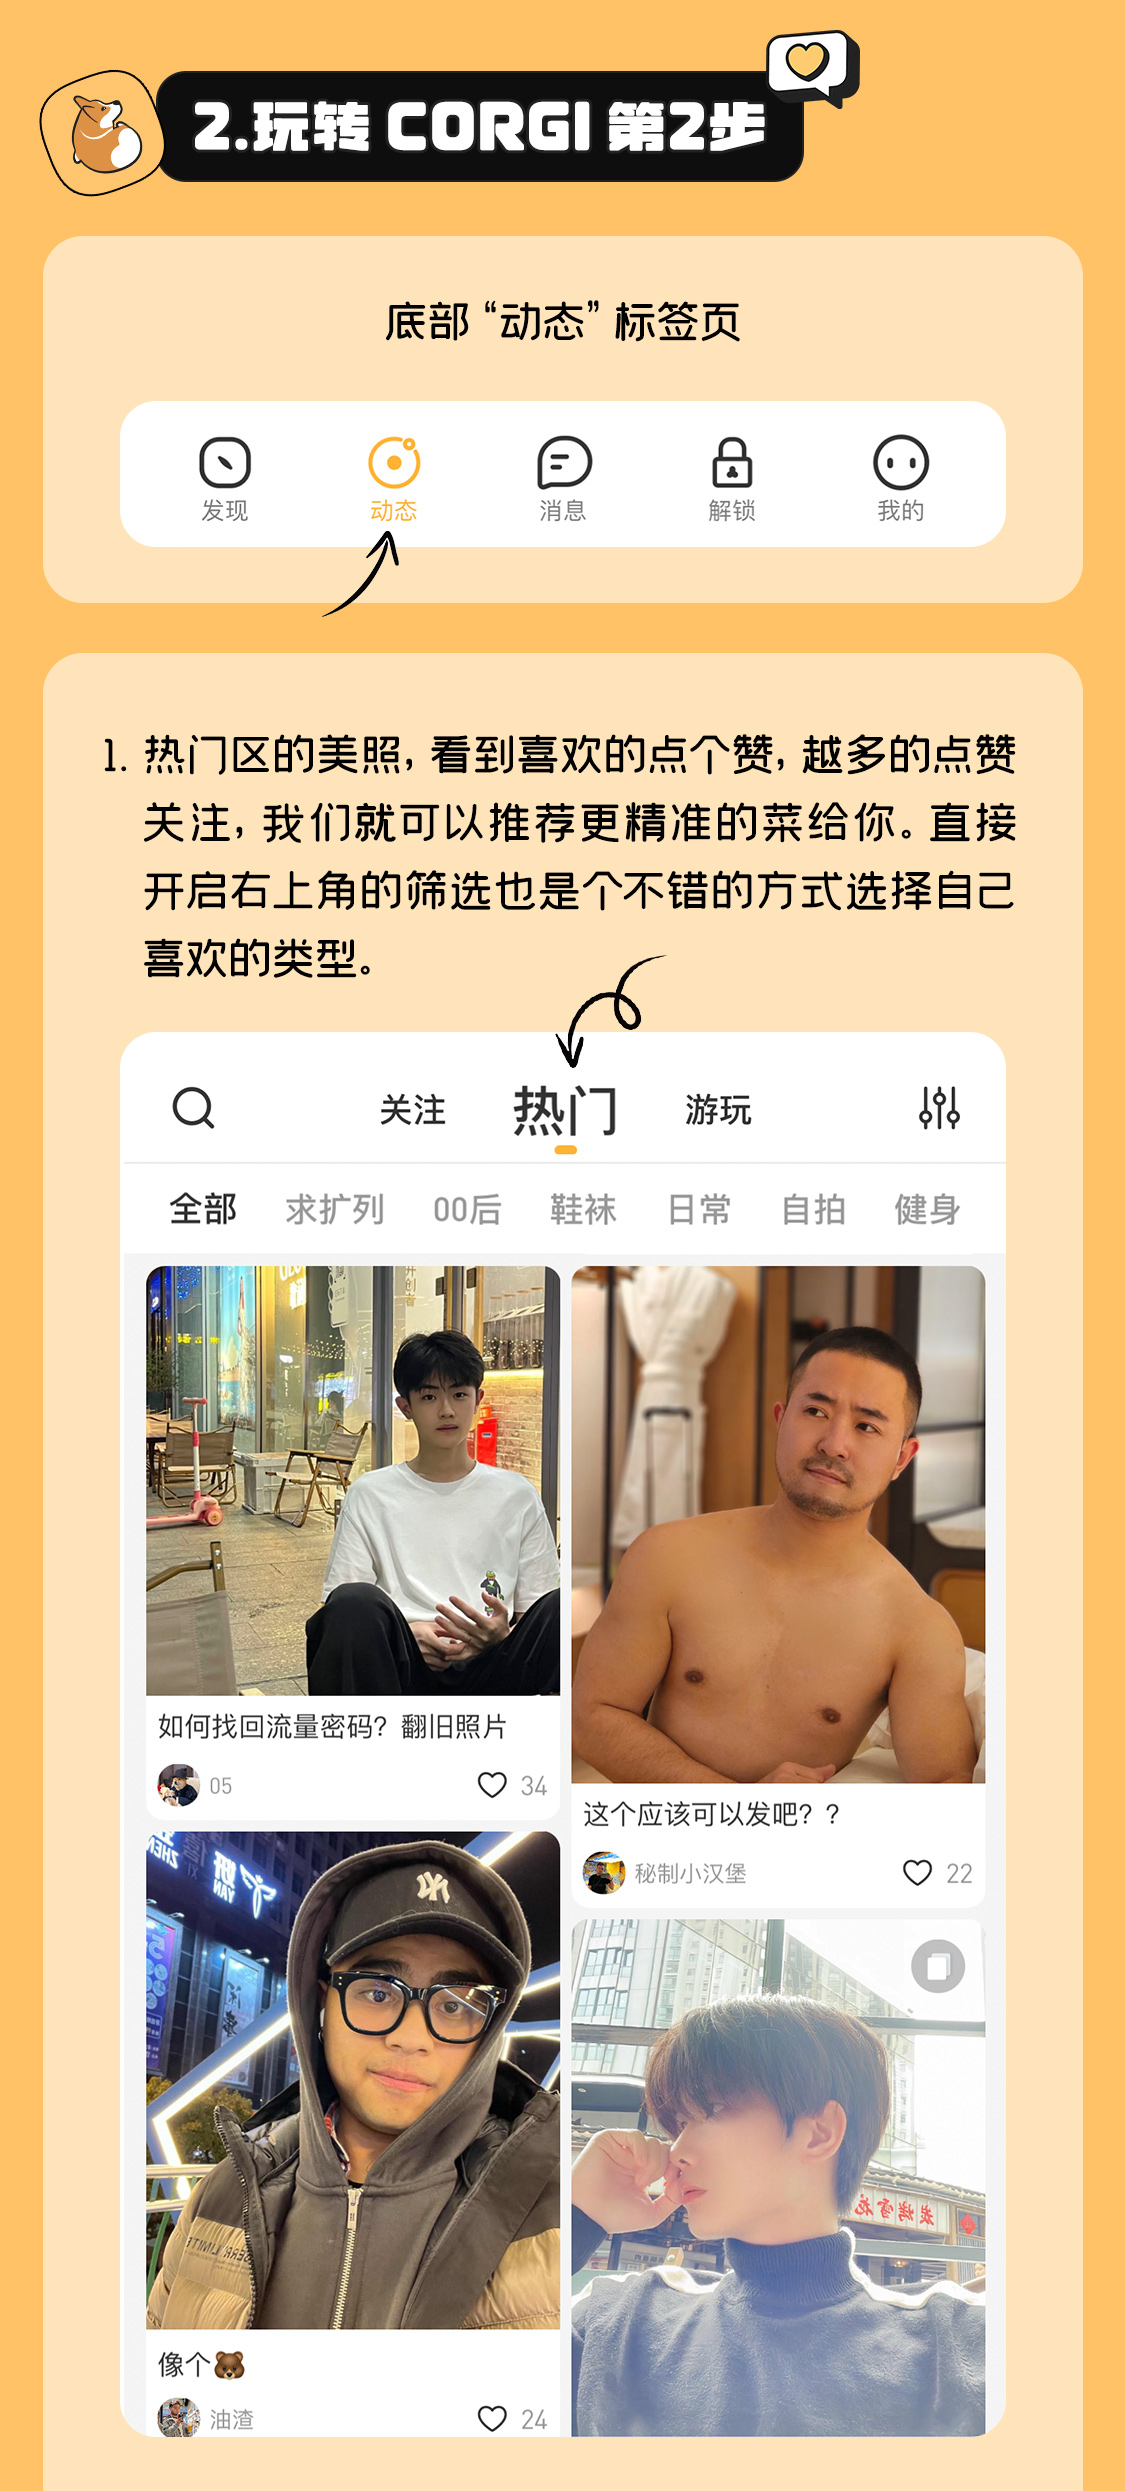 2.玩转 CORGI 第2步
底部“动态”标签页
发现 动态 消息 解锁 我的
1. 热门区的美照,看到喜欢的点个赞,越多的点赞
关注,我们就可以推荐更精准的菜给你。直接
开启右上角的筛选也是个不错的方式选择自己
喜欢的类型。
关注 热门 游玩
全部 求扩列 00后 鞋袜 日常 自拍 健身
如何找回流量密码？翻旧照片
05 34
这个应该可以发吧？？
秘制小汉堡 22
妍
YAN
像个🐻
油渣 24